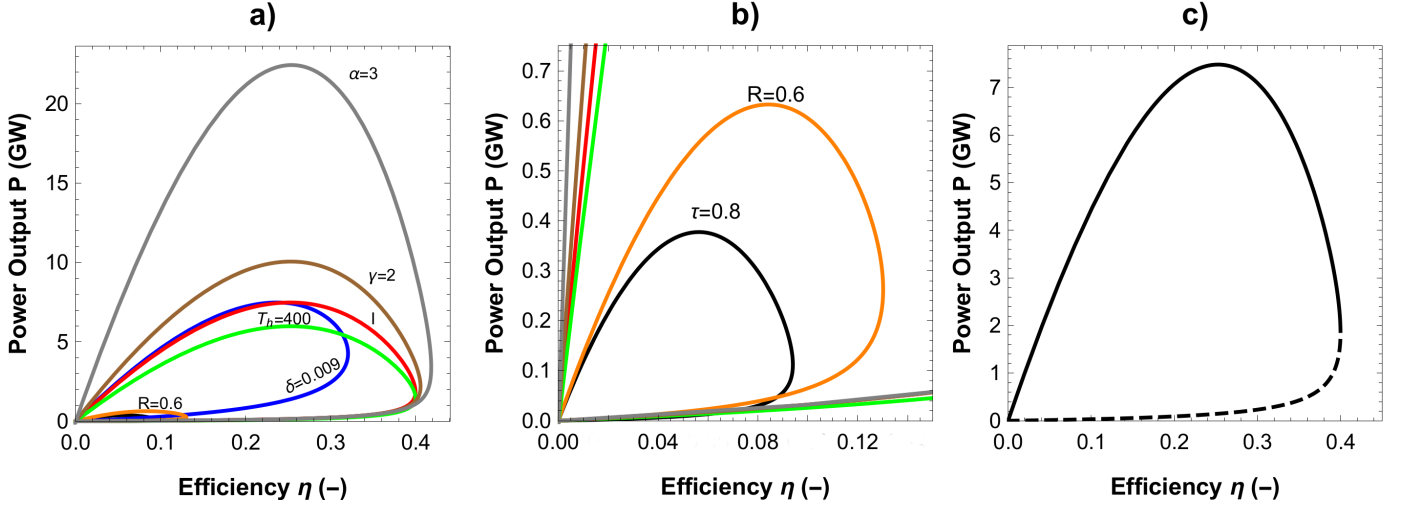 a)
b)
c)
Power Output P (GW)
20
15
10
5
0
0.0
0.1
0.2
0.3
0.4
α=3
γ=2
I
T_h=400
δ=0.009
R=0.6
Efficiency η (–)
Power Output P (GW)
0.7
0.6
0.5
0.4
0.3
0.2
0.1
0.0
0.00
0.04
0.08
0.12
R=0.6
τ=0.8
Efficiency η (–)
Power Output P (GW)
7
6
5
4
3
2
1
0
0.0
0.1
0.2
0.3
0.4
Efficiency η (–)